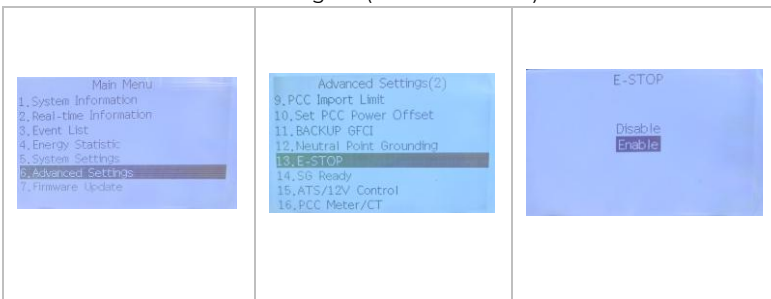 Main Menu
1.System Information
2.Real-time Information
3.Event List
4.Energy Statistic
5.System Settings
6.Advanced Settings
7.Firmware Update
Advanced Settings(2)
9.PCC Import Limit
10.Set PCC Power Offset
11.BACKUP GFCI
12.Neutral Point Grounding
13.E-STOP
14.SG Ready
15.ATS/12V Control
16.PCC Meter/CT
E-STOP
Disable
Enable